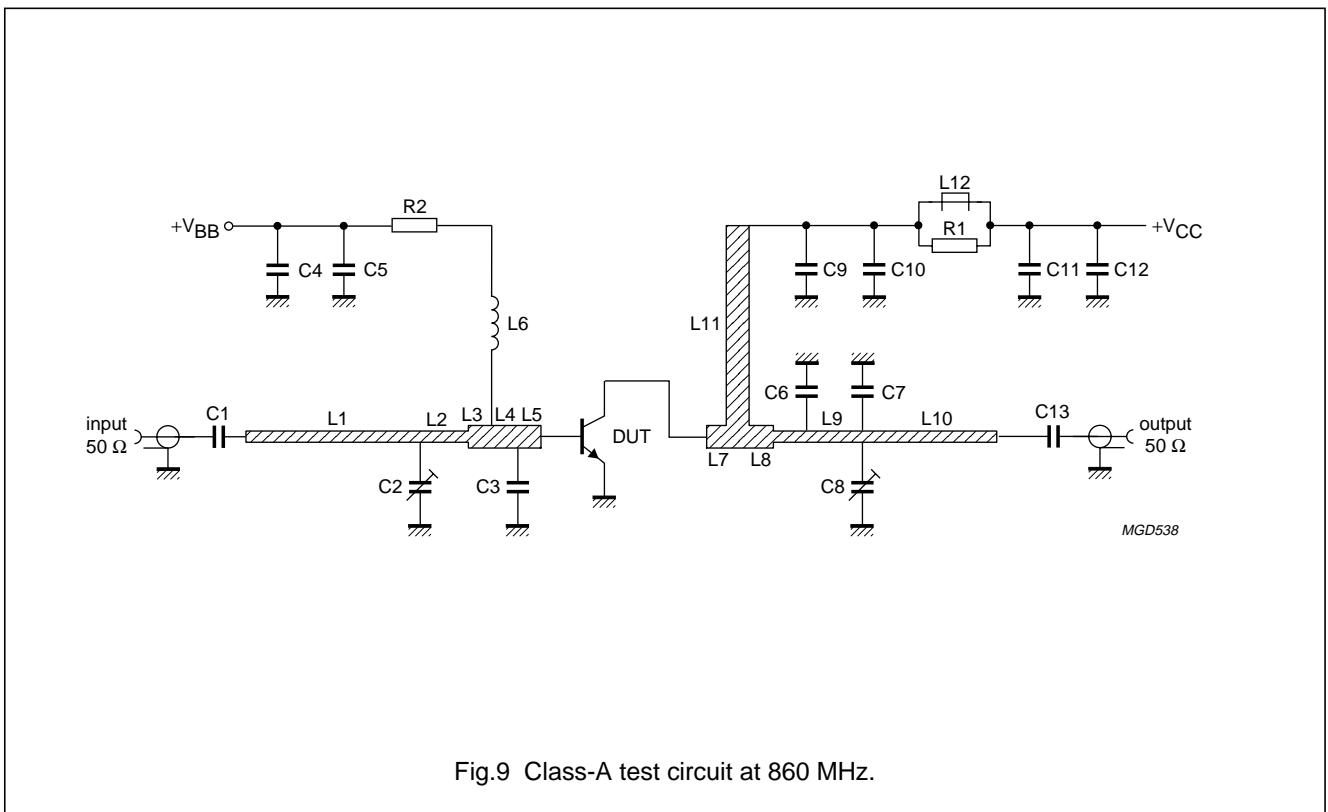 L12
R2
R1
+VBB
+VCC
C4
C5
C9
C10
C11
C12
L6
L11
C6
C7
input
50 Ω
C1
L1
L2
L3
L4
L5
DUT
L7
L8
L9
L10
C13
output
50 Ω
C2
C3
C8
MGD538
Fig.9 Class-A test circuit at 860 MHz.